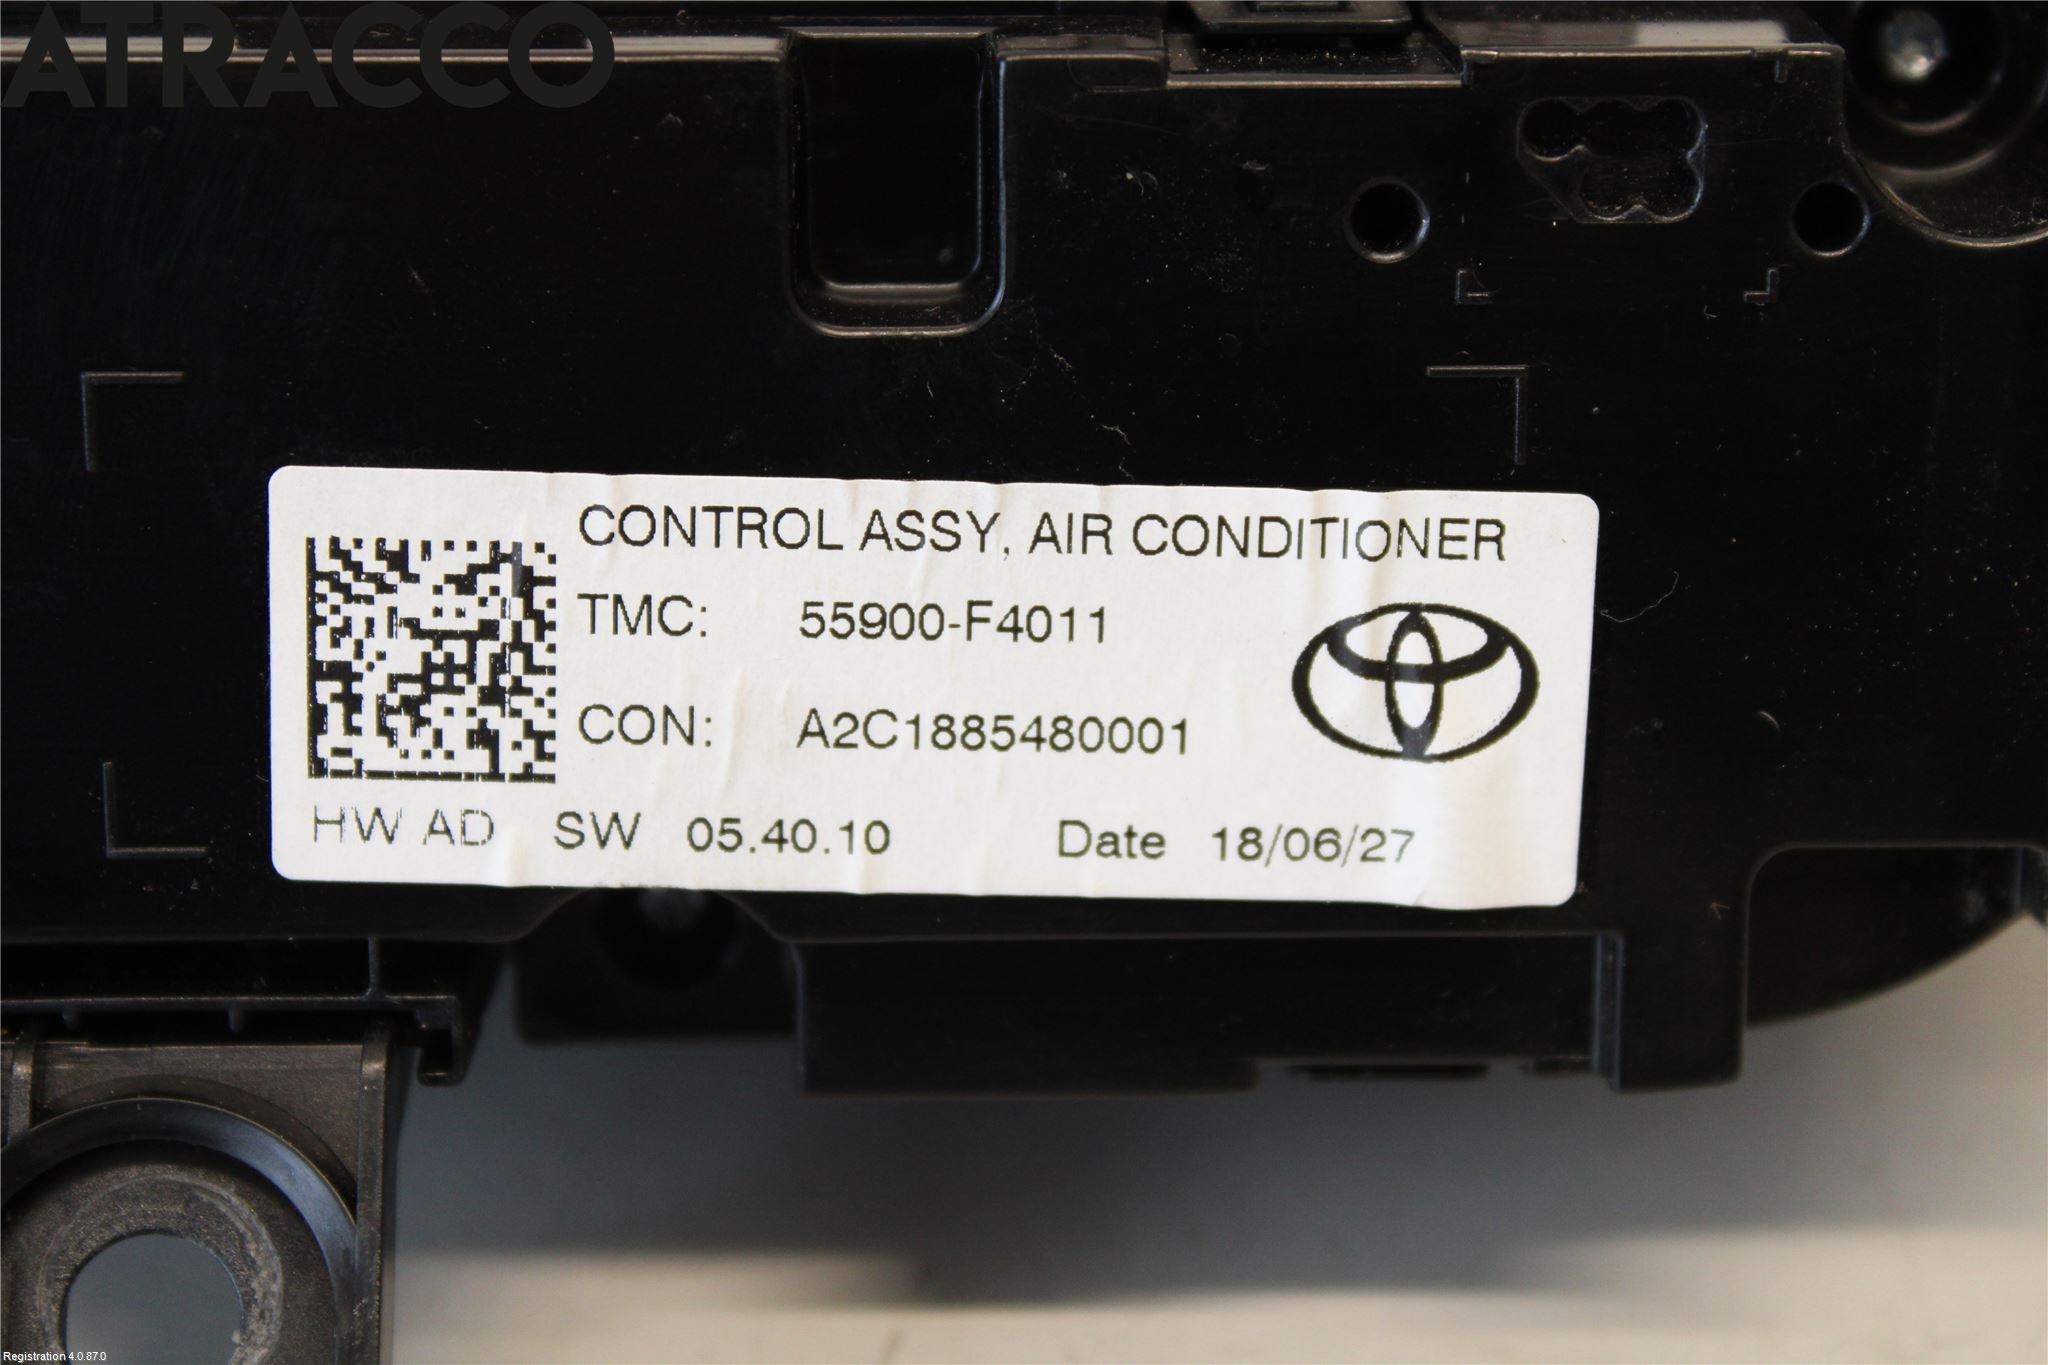 ATRACCO
CONTROL ASSY, AIR CONDITIONER
TMC: 55900-F4011
CON: A2C1885480001
HW AD SW 05.40.10 Date 18/06/27
Registration 4.0.87.0